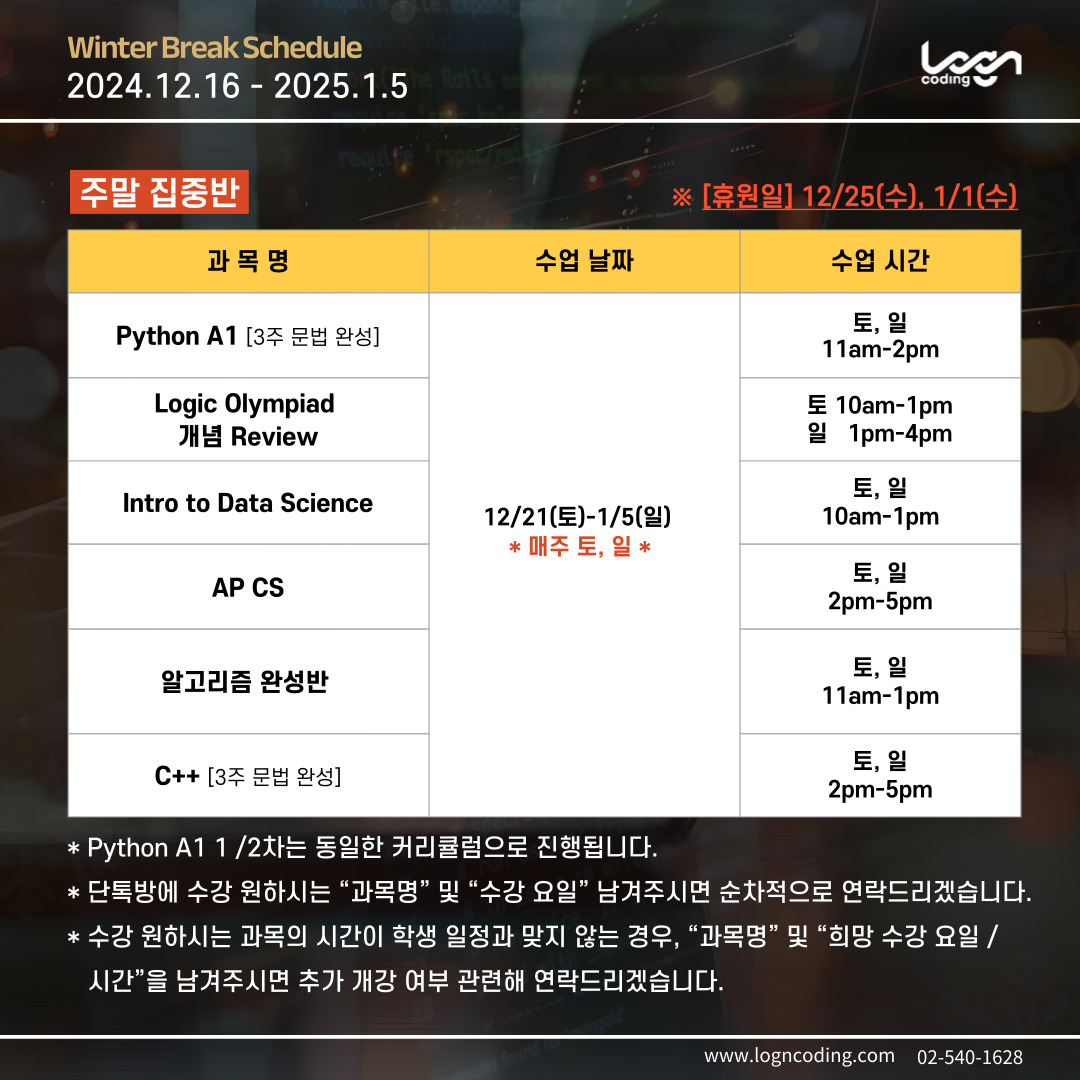 Winter Break Schedule
2024.12.16 - 2025.1.5
Logn
coding
주말 집중반
※ [휴원일] 12/25(수), 1/1(수)
과 목 명
수업 날짜
수업 시간
Python A1 [3주 문법 완성]
토, 일
11am-2pm
Logic Olympiad
개념 Review
토 10am-1pm
일 1pm-4pm
Intro to Data Science
토, 일
10am-1pm
12/21(토)-1/5(일)
* 매주 토, 일 *
AP CS
토, 일
2pm-5pm
알고리즘 완성반
토, 일
11am-1pm
C++ [3주 문법 완성]
토, 일
2pm-5pm
* Python A1 1 /2차는 동일한 커리큘럼으로 진행됩니다.
* 단톡방에 수강 원하시는 “과목명” 및 “수강 요일” 남겨주시면 순차적으로 연락드리겠습니다.
* 수강 원하시는 과목의 시간이 학생 일정과 맞지 않는 경우, “과목명” 및 “희망 수강 요일 /
시간”을 남겨주시면 추가 개강 여부 관련해 연락드리겠습니다.
www.logncoding.com 02-540-1628